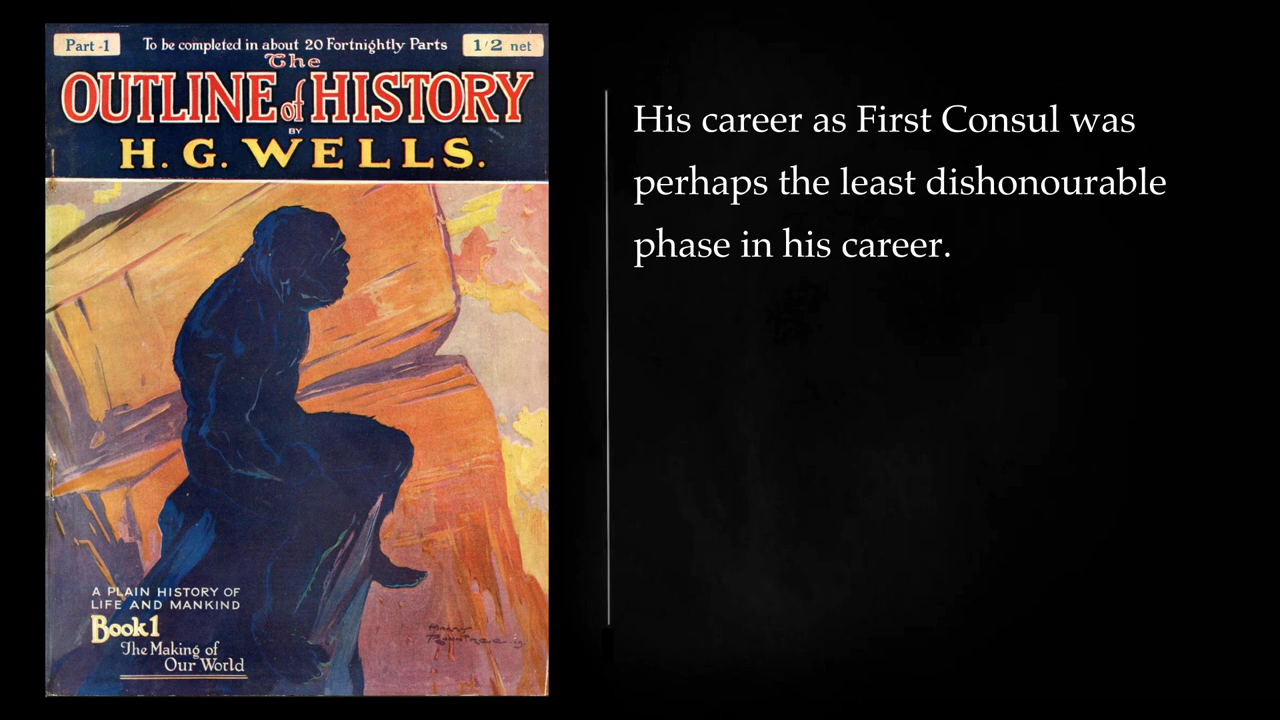 Part -1
To be completed in about 20 Fortnightly Parts
1/2 net
The
OUTLINE of HISTORY
BY
H. G. WELLS.
A PLAIN HISTORY OF
LIFE AND MANKIND
Book 1
The Making of
Our World
His career as First Consul was
perhaps the least dishonourable
phase in his career.